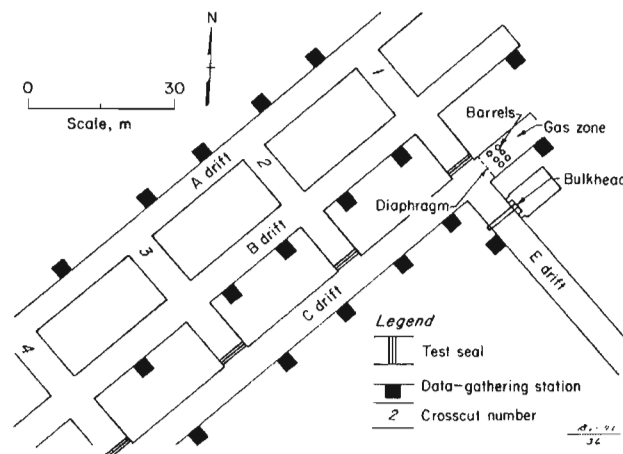 N
0
30
Scale, m
1
2
3
4
A drift
B drift
C drift
E drift
Barrels
Gas zone
Diaphragm
Bulkhead
Legend
Test seal
Data-gathering station
2 Crosscut number